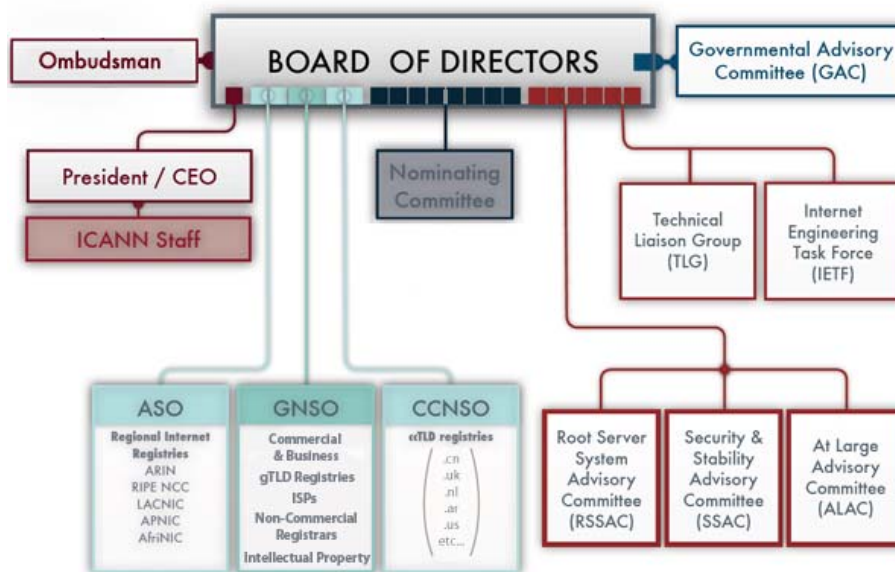 Ombudsman
BOARD OF DIRECTORS
Governmental Advisory
Committee (GAC)
President / CEO
ICANN Staff
Nominating
Committee
Technical
Liaison Group
(TLG)
Internet
Engineering
Task Force
(IETF)
ASO
Regional Internet
Registries
ARIN
RIPE NCC
LACNIC
APNIC
AfriNIC
GNSO
Commercial
& Business
gTLD Registries
ISPs
Non-Commercial
Registrars
Intellectual Property
CCNSO
ccTLD registries
.cn
.uk
.nl
.ar
.us
etc...
Root Server
System
Advisory
Committee
(RSSAC)
Security &
Stability
Advisory
Committee
(SSAC)
At Large
Advisory
Committee
(ALAC)